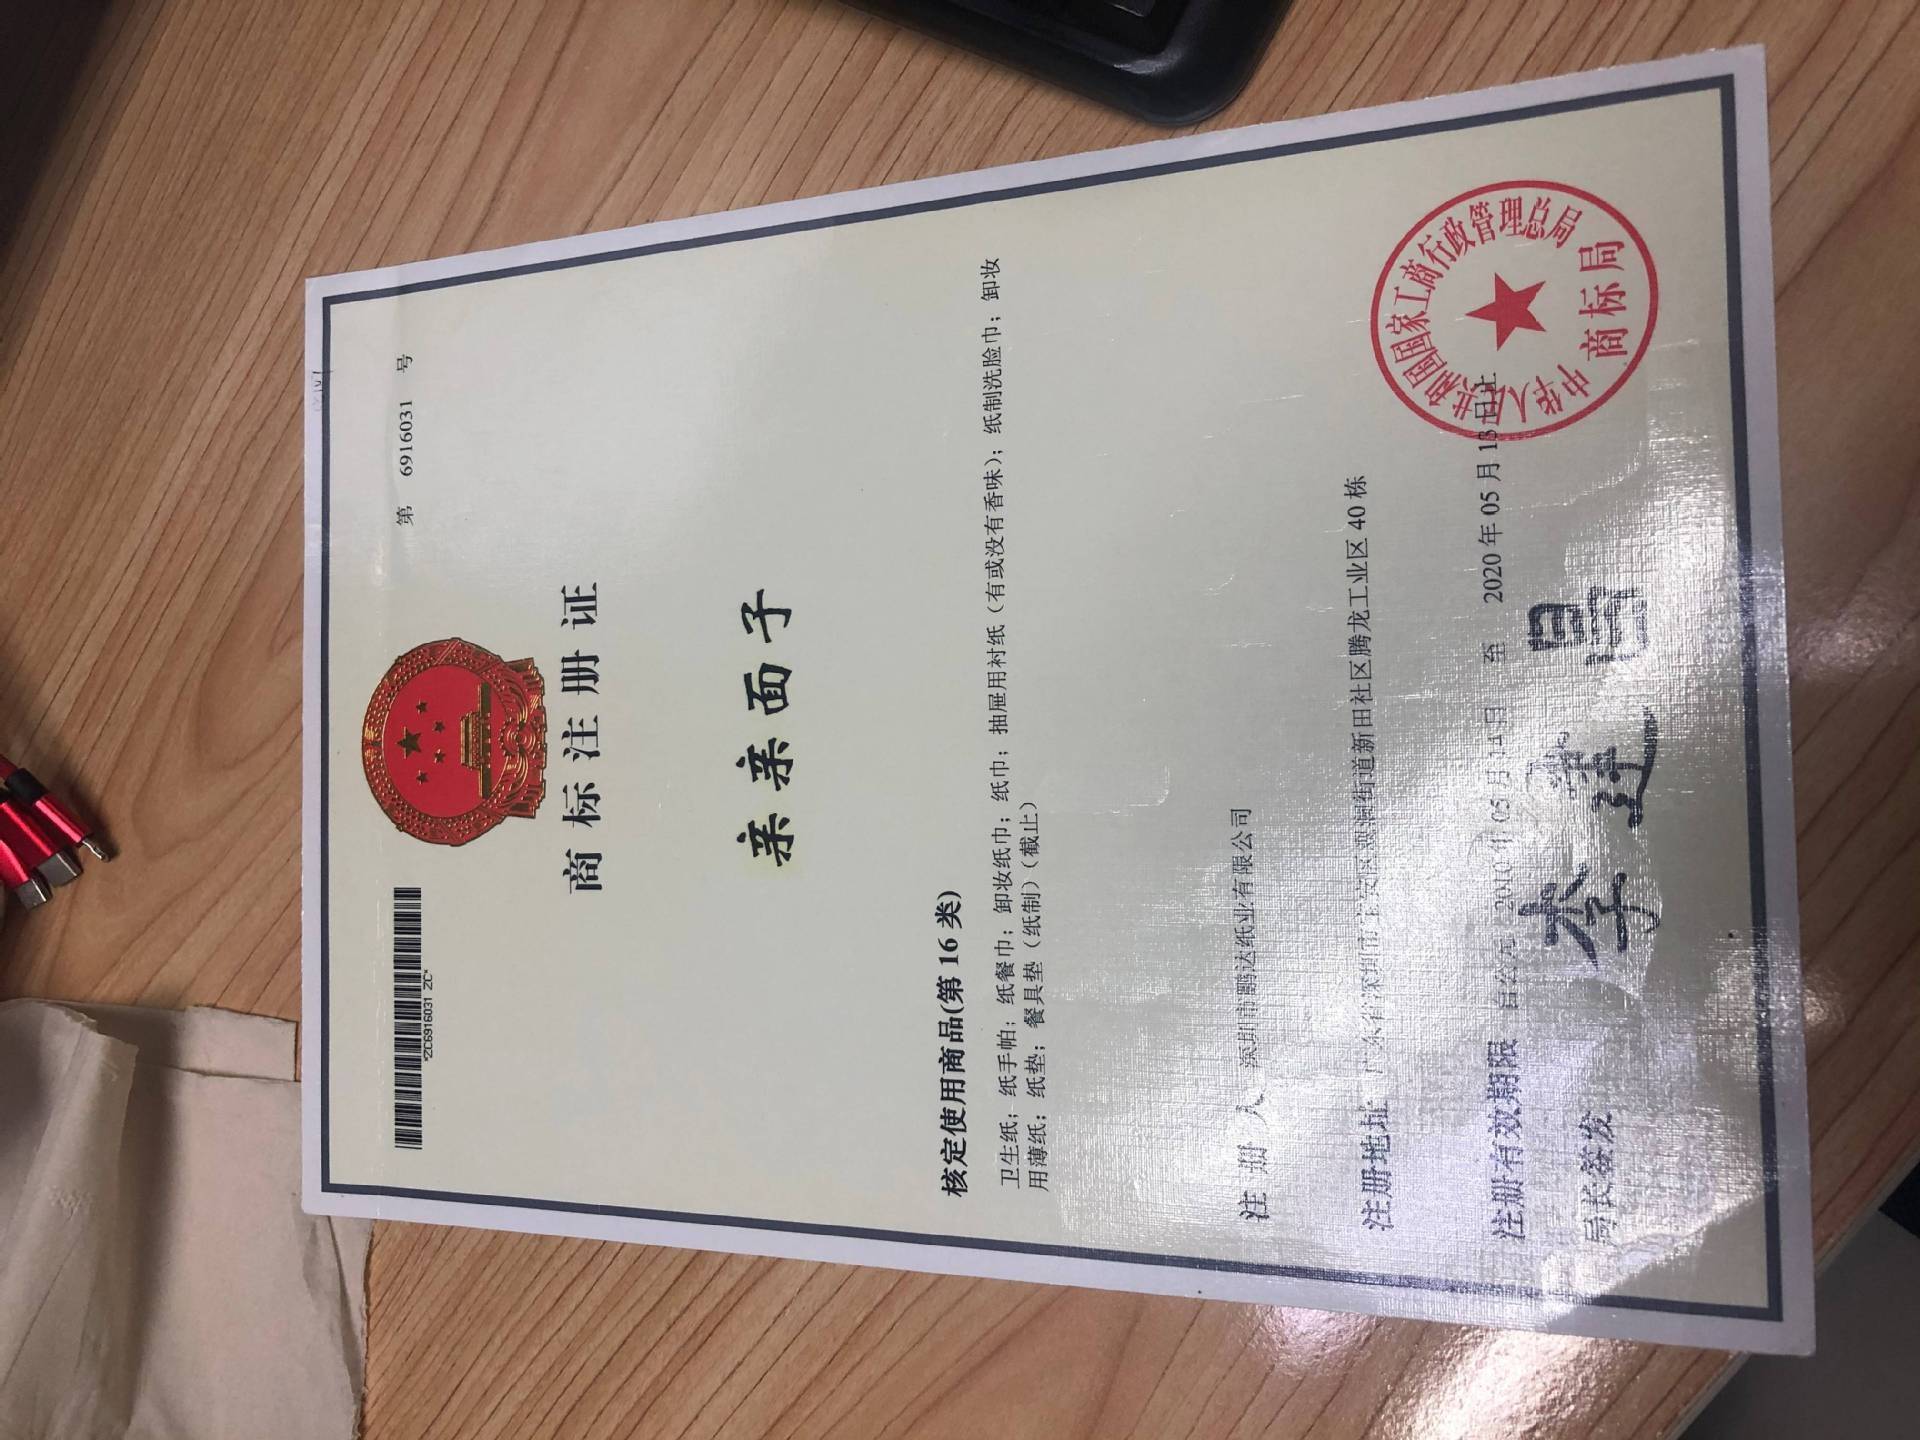 *ZC6916031 ZC*
第 6916031 号
商标注册证
亲亲面子
核定使用商品(第 16 类)
卫生纸；纸手帕；纸餐巾；卸妆纸巾；纸巾；抽屉用衬纸（有或没有香味）；纸制洗脸巾；卸妆
用薄纸；纸垫；餐具垫（纸制）（截止）
注 册 人 深圳市鹏达纸业有限公司
注册地址 广东省深圳市宝安区观澜街道新田社区腾龙工业区 40 栋
注册有效期限 自公元 2010 年 05 月 14 日 至 2020 年 05 月 13 日止
局长签发 李建昌
中华人民共和国国家工商行政管理总局
商标局